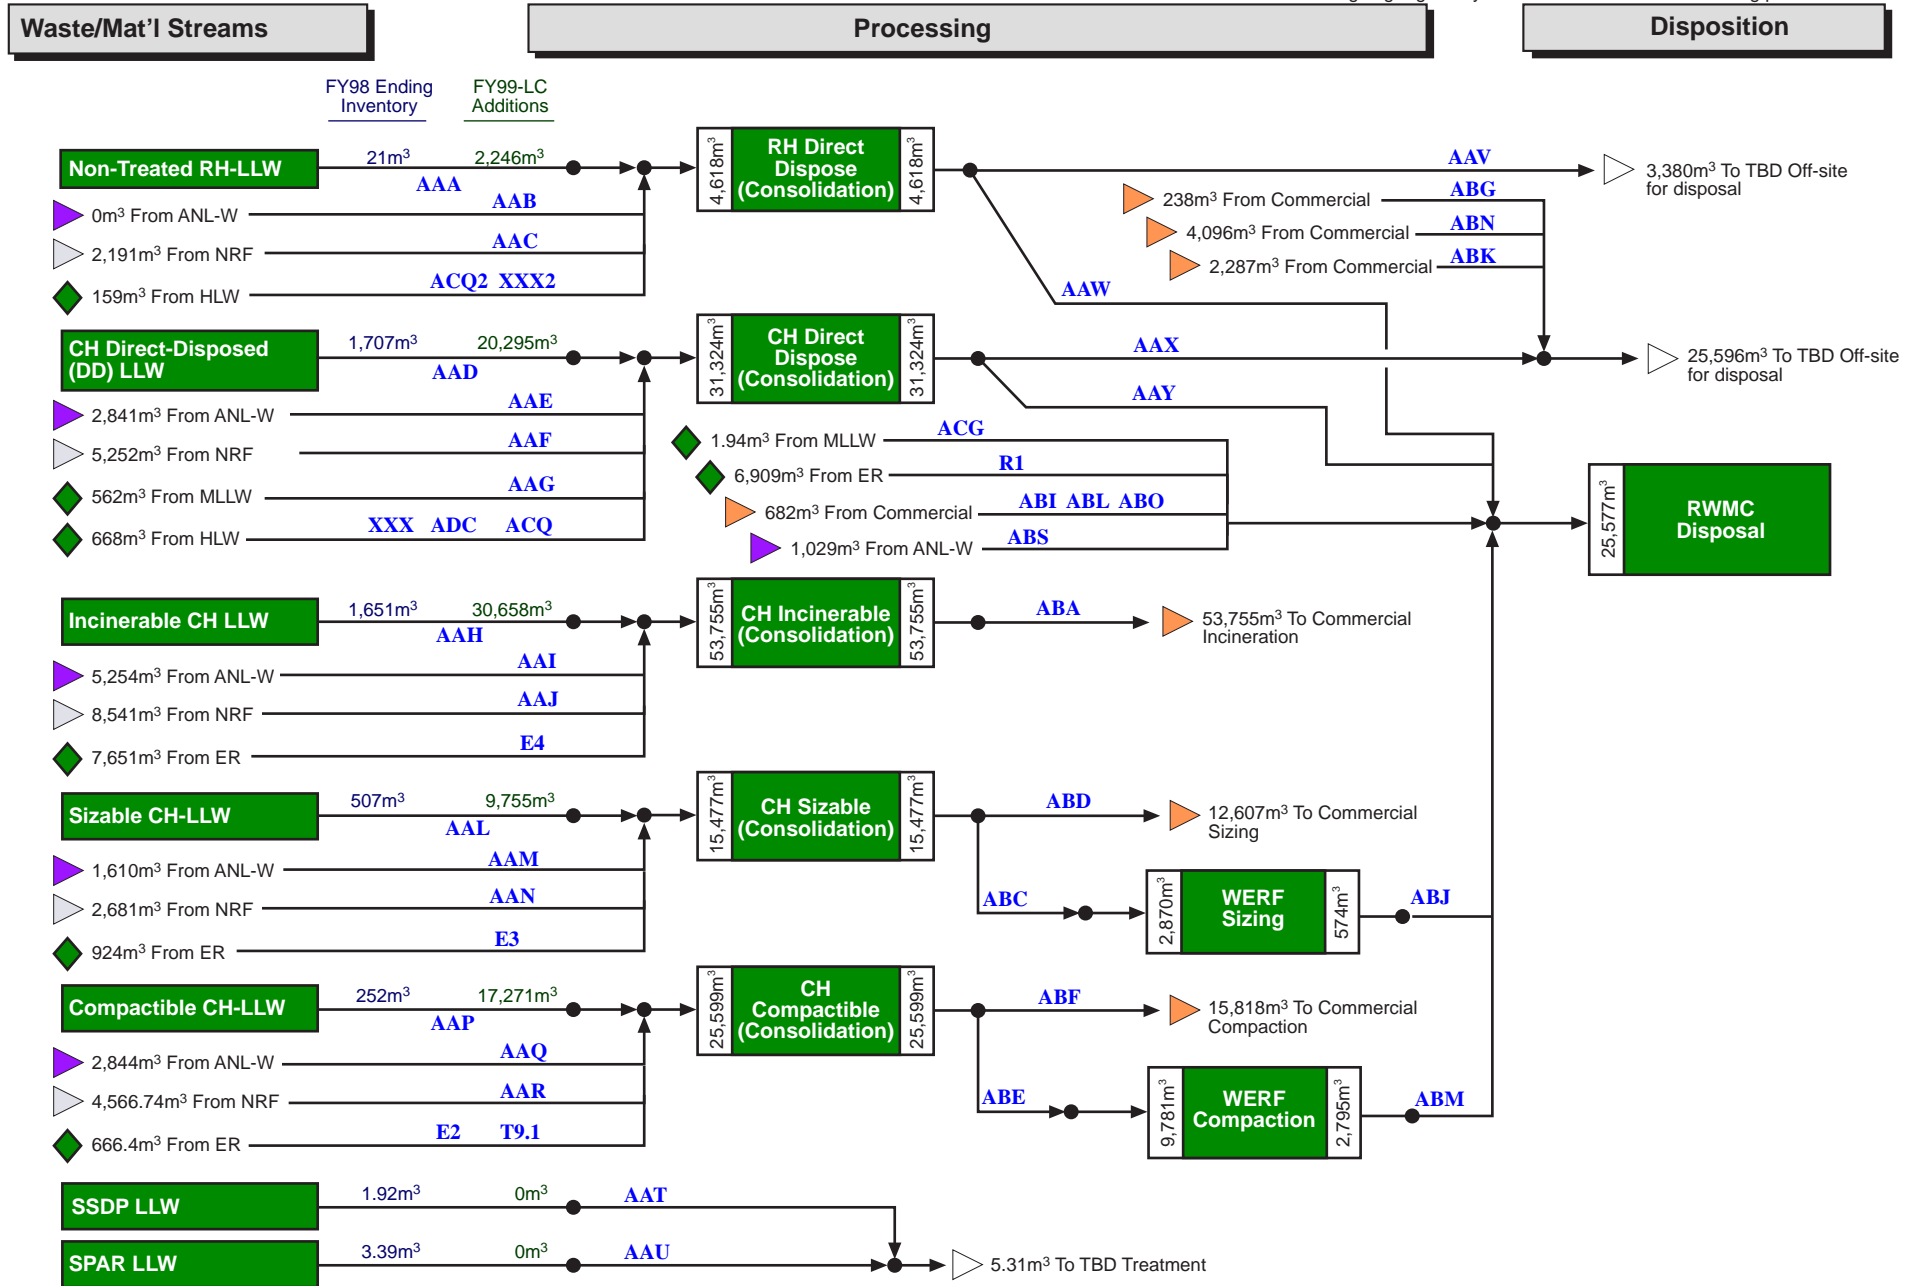 Waste/Mat'l Streams
Processing
Disposition
FY98 Ending
Inventory
FY99-LC
Additions
Non-Treated RH-LLW
21m³
2,246m³
AAA
0m³ From ANL-W
AAB
2,191m³ From NRF
AAC
159m³ From HLW
ACQ2 XXX2
4,618m³
RH Direct
Dispose
(Consolidation)
4,618m³
AAV
3,380m³ To TBD Off-site
for disposal
238m³ From Commercial
ABG
4,096m³ From Commercial
ABN
2,287m³ From Commercial
ABK
AAW
CH Direct-Disposed
(DD) LLW
1,707m³
20,295m³
AAD
2,841m³ From ANL-W
AAE
5,252m³ From NRF
AAF
562m³ From MLLW
AAG
668m³ From HLW
XXX ADC ACQ
31,324m³
CH Direct
Dispose
(Consolidation)
31,324m³
AAX
25,596m³ To TBD Off-site
for disposal
AAY
1.94m³ From MLLW
ACG
6,909m³ From ER
R1
682m³ From Commercial
ABI ABL ABO
1,029m³ From ANL-W
ABS
25,577m³
RWMC
Disposal
Incinerable CH LLW
1,651m³
30,658m³
AAH
5,254m³ From ANL-W
AAI
8,541m³ From NRF
AAJ
7,651m³ From ER
E4
53,755m³
CH Incinerable
(Consolidation)
53,755m³
ABA
53,755m³ To Commercial
Incineration
Sizable CH-LLW
507m³
9,755m³
AAL
1,610m³ From ANL-W
AAM
2,681m³ From NRF
AAN
924m³ From ER
E3
15,477m³
CH Sizable
(Consolidation)
15,477m³
ABD
12,607m³ To Commercial
Sizing
ABC
2,870m³
WERF
Sizing
574m³
ABJ
Compactible CH-LLW
252m³
17,271m³
AAP
2,844m³ From ANL-W
AAQ
4,566.74m³ From NRF
AAR
666.4m³ From ER
E2 T9.1
25,599m³
CH
Compactible
(Consolidation)
25,599m³
ABF
15,818m³ To Commercial
Compaction
ABE
9,781m³
WERF
Compaction
2,795m³
ABM
SSDP LLW
1.92m³
0m³
AAT
SPAR LLW
3.39m³
0m³
AAU
5.31m³ To TBD Treatment